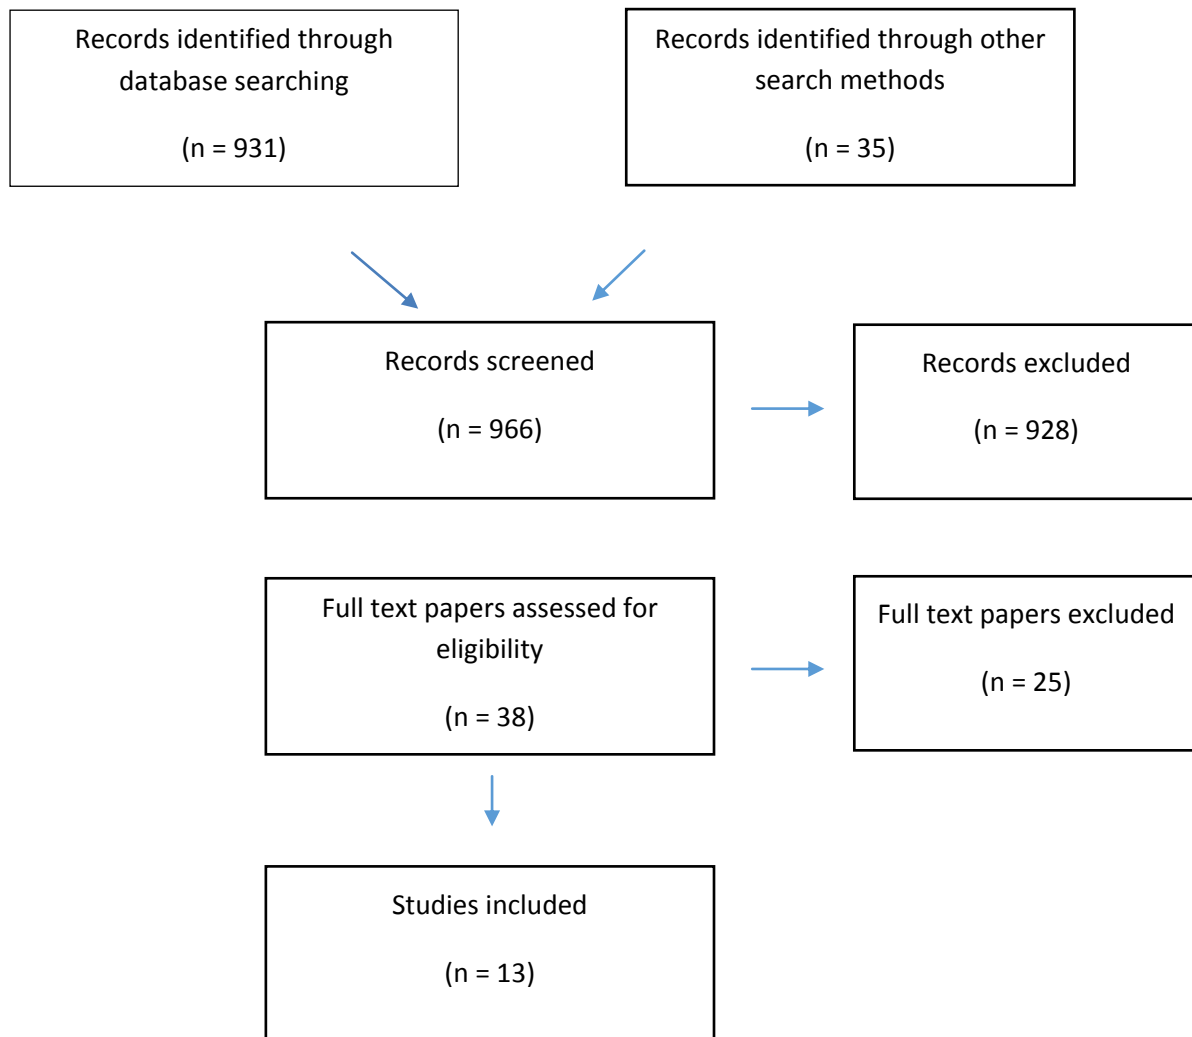 Records identified through
database searching
(n = 931)
Records identified through other
search methods
(n = 35)
Records screened
(n = 966)
Records excluded
(n = 928)
Full text papers assessed for
eligibility
(n = 38)
Full text papers excluded
(n = 25)
Studies included
(n = 13)